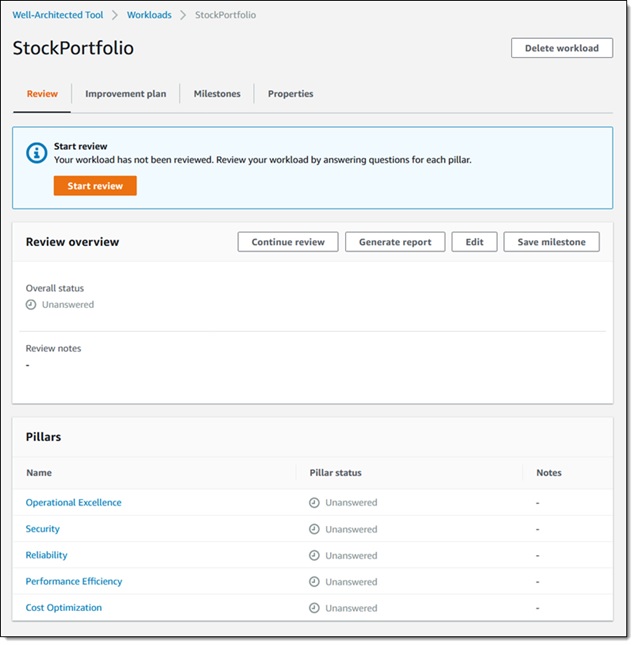 Well-Architected Tool > Workloads > StockPortfolio
StockPortfolio
Delete workload
Review
Improvement plan
Milestones
Properties
Start review
Your workload has not been reviewed. Review your workload by answering questions for each pillar.
Start review
Review overview
Continue review
Generate report
Edit
Save milestone
Overall status
Unanswered
Review notes
-
Pillars
Name Pillar status Notes
Operational Excellence Unanswered -
Security Unanswered -
Reliability Unanswered -
Performance Efficiency Unanswered -
Cost Optimization Unanswered -